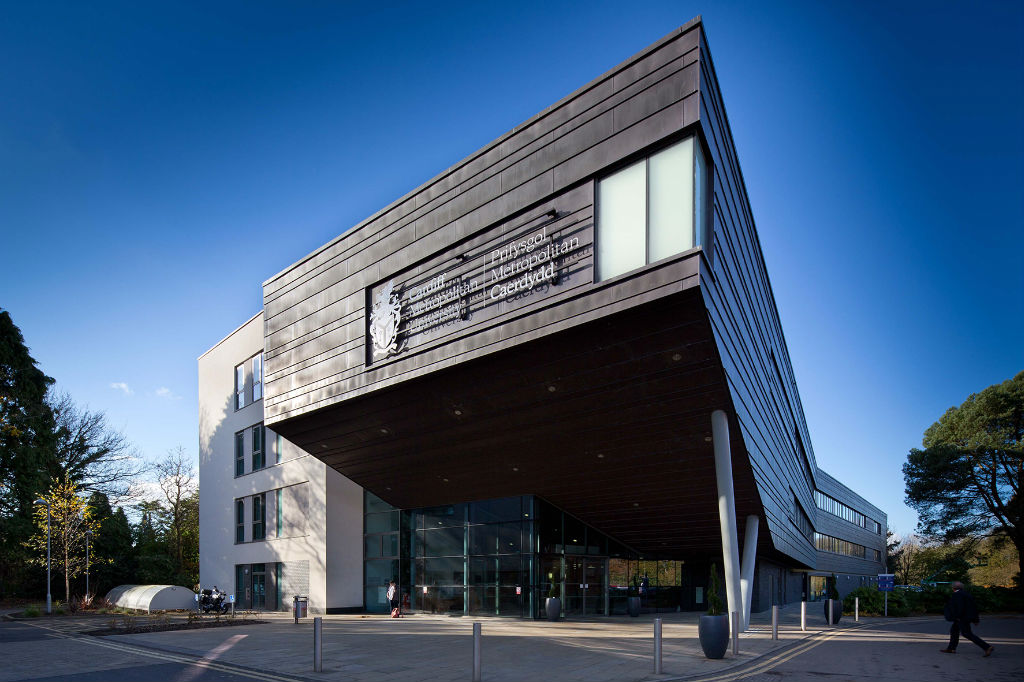 Cardiff
Metropolitan
University
Prifysgol
Metropolitan
Caerdydd